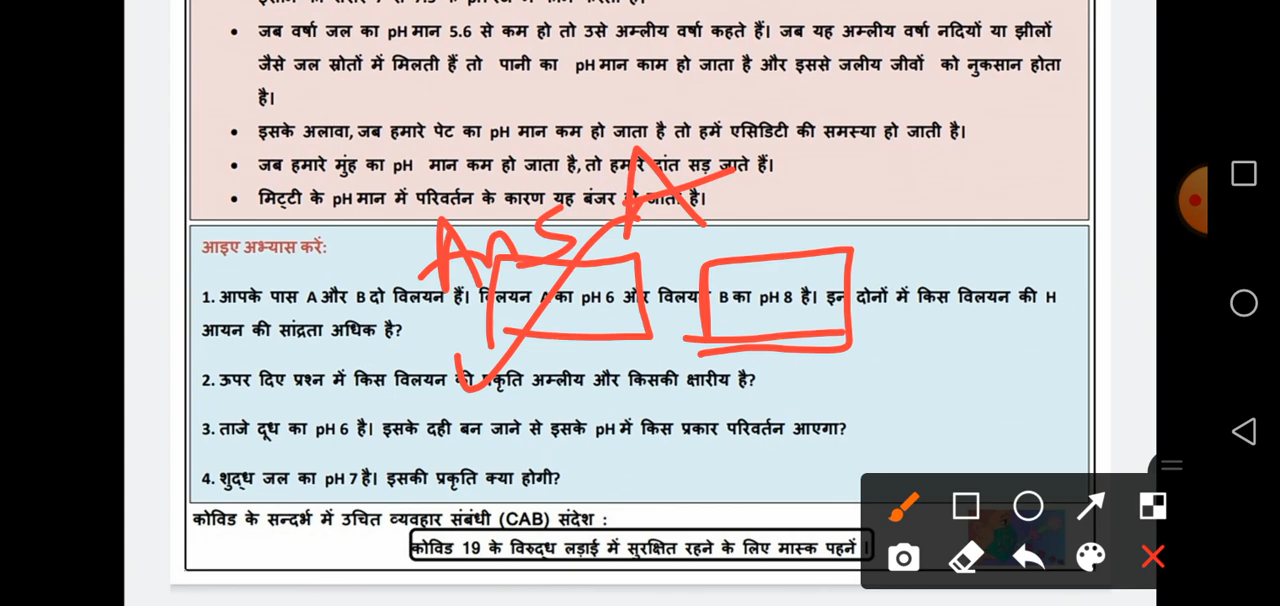 जब वर्षा जल का pH मान 5.6 से कम हो तो उसे अम्लीय वर्षा कहते हैं। जब यह अम्लीय वर्षा नदियों या झीलों
जैसे जल स्रोतों में मिलती हैं तो पानी का pH मान काम हो जाता है और इससे जलीय जीवों को नुकसान होता
है।
इसके अलावा, जब हमारे पेट का pH मान कम हो जाता है तो हमें एसिडिटी की समस्या हो जाती है।
जब हमारे मुंह का pH मान कम हो जाता है, तो हमारे दांत सड़ जाते हैं।
मिट्टी के pH मान में परिवर्तन के कारण यह बंजर हो जाता है।
Ans A
आइए अभ्यास करें:
1. आपके पास A और B दो विलयन हैं। विलयन A का pH 6 और विलयन B का pH 8 है। इन दोनों में किस विलयन की H
आयन की सांद्रता अधिक है?
2. ऊपर दिए प्रश्न में किस विलयन की प्रकृति अम्लीय और किसकी क्षारीय है?
3. ताजे दूध का pH 6 है। इसके दही बन जाने से इसके pH में किस प्रकार परिवर्तन आएगा?
4. शुद्ध जल का pH 7 है। इसकी प्रकृति क्या होगी?
कोविड के सन्दर्भ में उचित व्यवहार संबंधी (CAB) संदेश :
कोविड 19 के विरुद्ध लड़ाई में सुरक्षित रहने के लिए मास्क पहनें ।